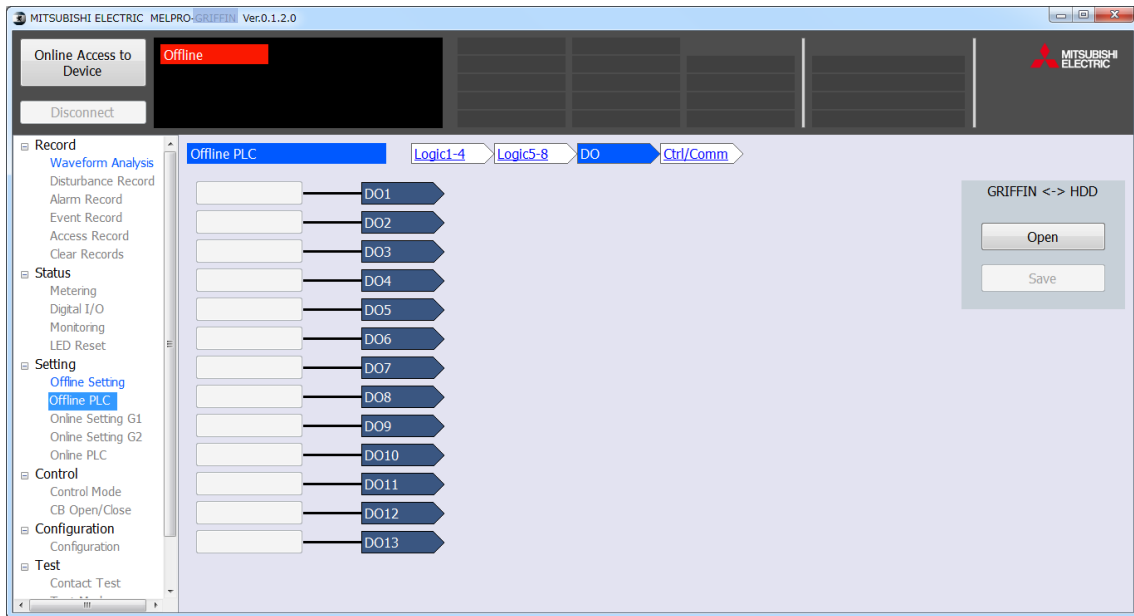 MITSUBISHI ELECTRIC MELPRO-GRIFFIN Ver.0.1.2.0
Online Access to
Device
Disconnect
Offline
MITSUBISHI
ELECTRIC
Record
Waveform Analysis
Disturbance Record
Alarm Record
Event Record
Access Record
Clear Records
Status
Metering
Digital I/O
Monitoring
LED Reset
Setting
Offline Setting
Offline PLC
Online Setting G1
Online Setting G2
Online PLC
Control
Control Mode
CB Open/Close
Configuration
Configuration
Test
Contact Test
Offline PLC
Logic1-4
Logic5-8
DO
Ctrl/Comm
DO1
DO2
DO3
DO4
DO5
DO6
DO7
DO8
DO9
DO10
DO11
DO12
DO13
GRIFFIN <-> HDD
Open
Save